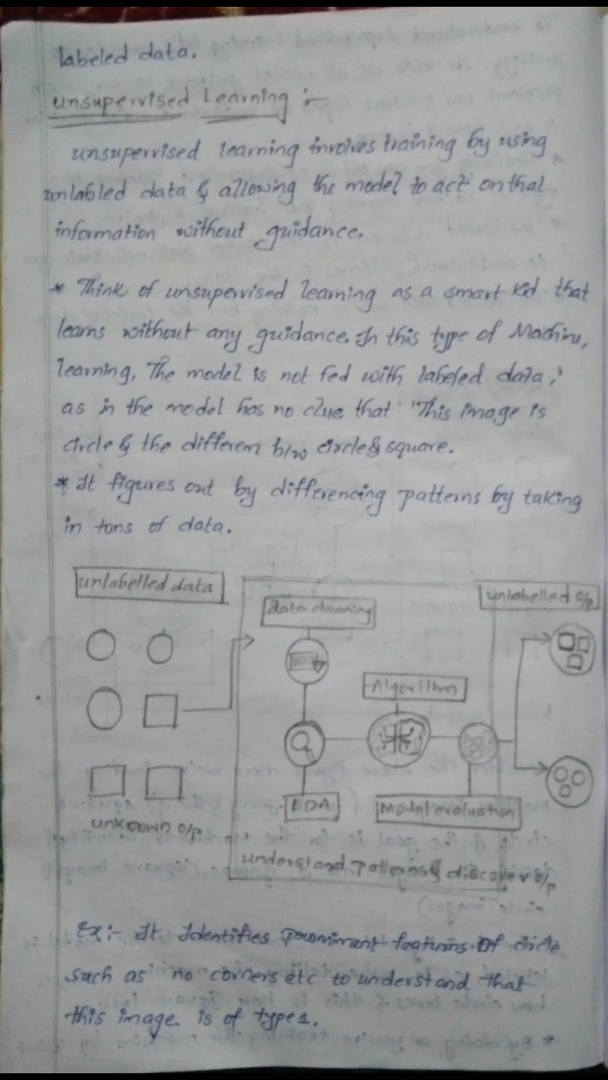 labeled data.
unsupervised Learning :-
unsupervised learning involves training by using
unlabled data & allowing the model to act on that
information without guidance.
* Think of unsupervised learning as a smart kid that
learns without any guidance. In this type of Machine,
learning, The model is not fed with labeled data,
as in the model has no clue that 'This image is
circle & the differem b/w circle & square.
* It figures out by differencing patterns by taking
in tons of data.
unlabelled data
Data cleaning
unlabelled o/p
Algorithm
EDA
Model evaluation
unknown o/p
understand patterns & discover o/p
Ex:- It Identifies prominent features of circle
such as no corners etc to understand that
this image is of type 1.